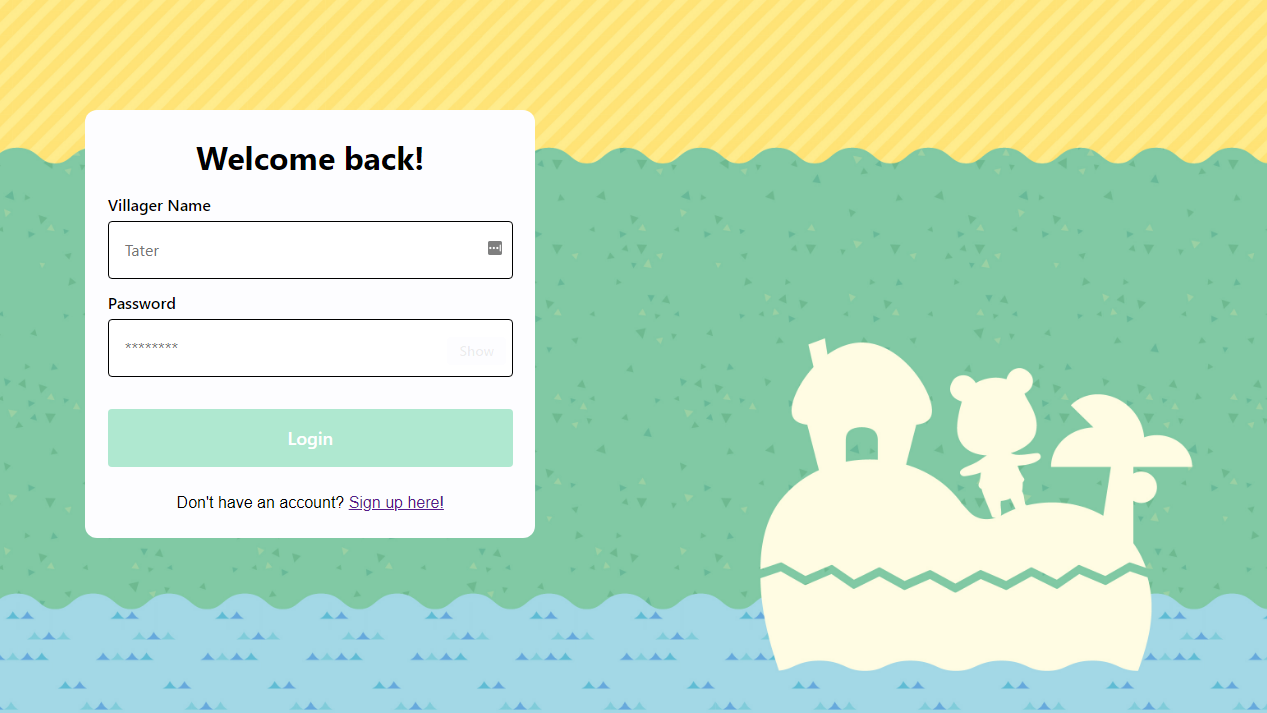 Welcome back!
Villager Name
Tater
Password
********
Show
Login
Don't have an account? Sign up here!